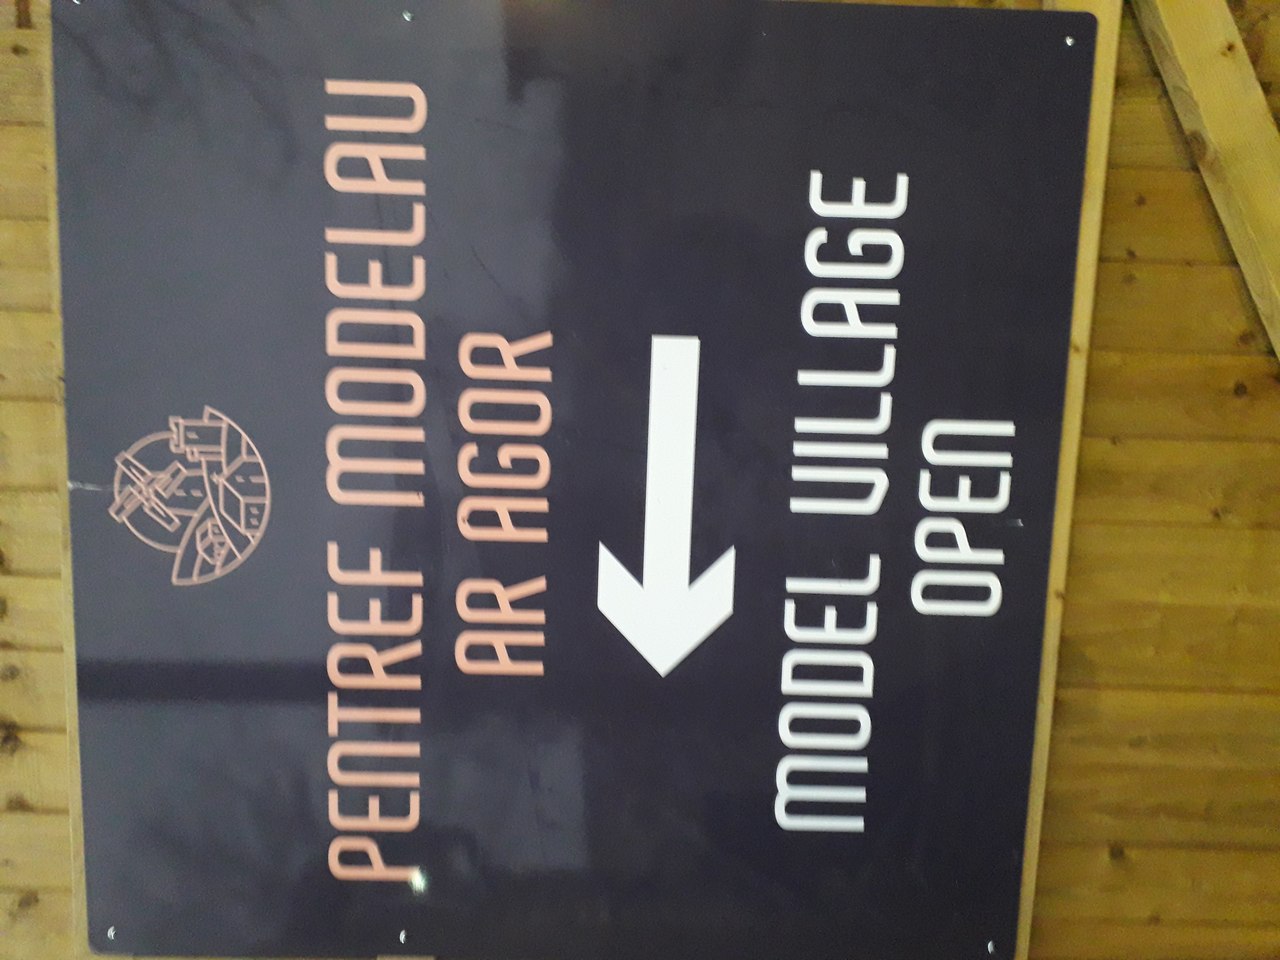 PENTREF MODELAU
AR AGOR
MODEL VILLAGE
OPEN